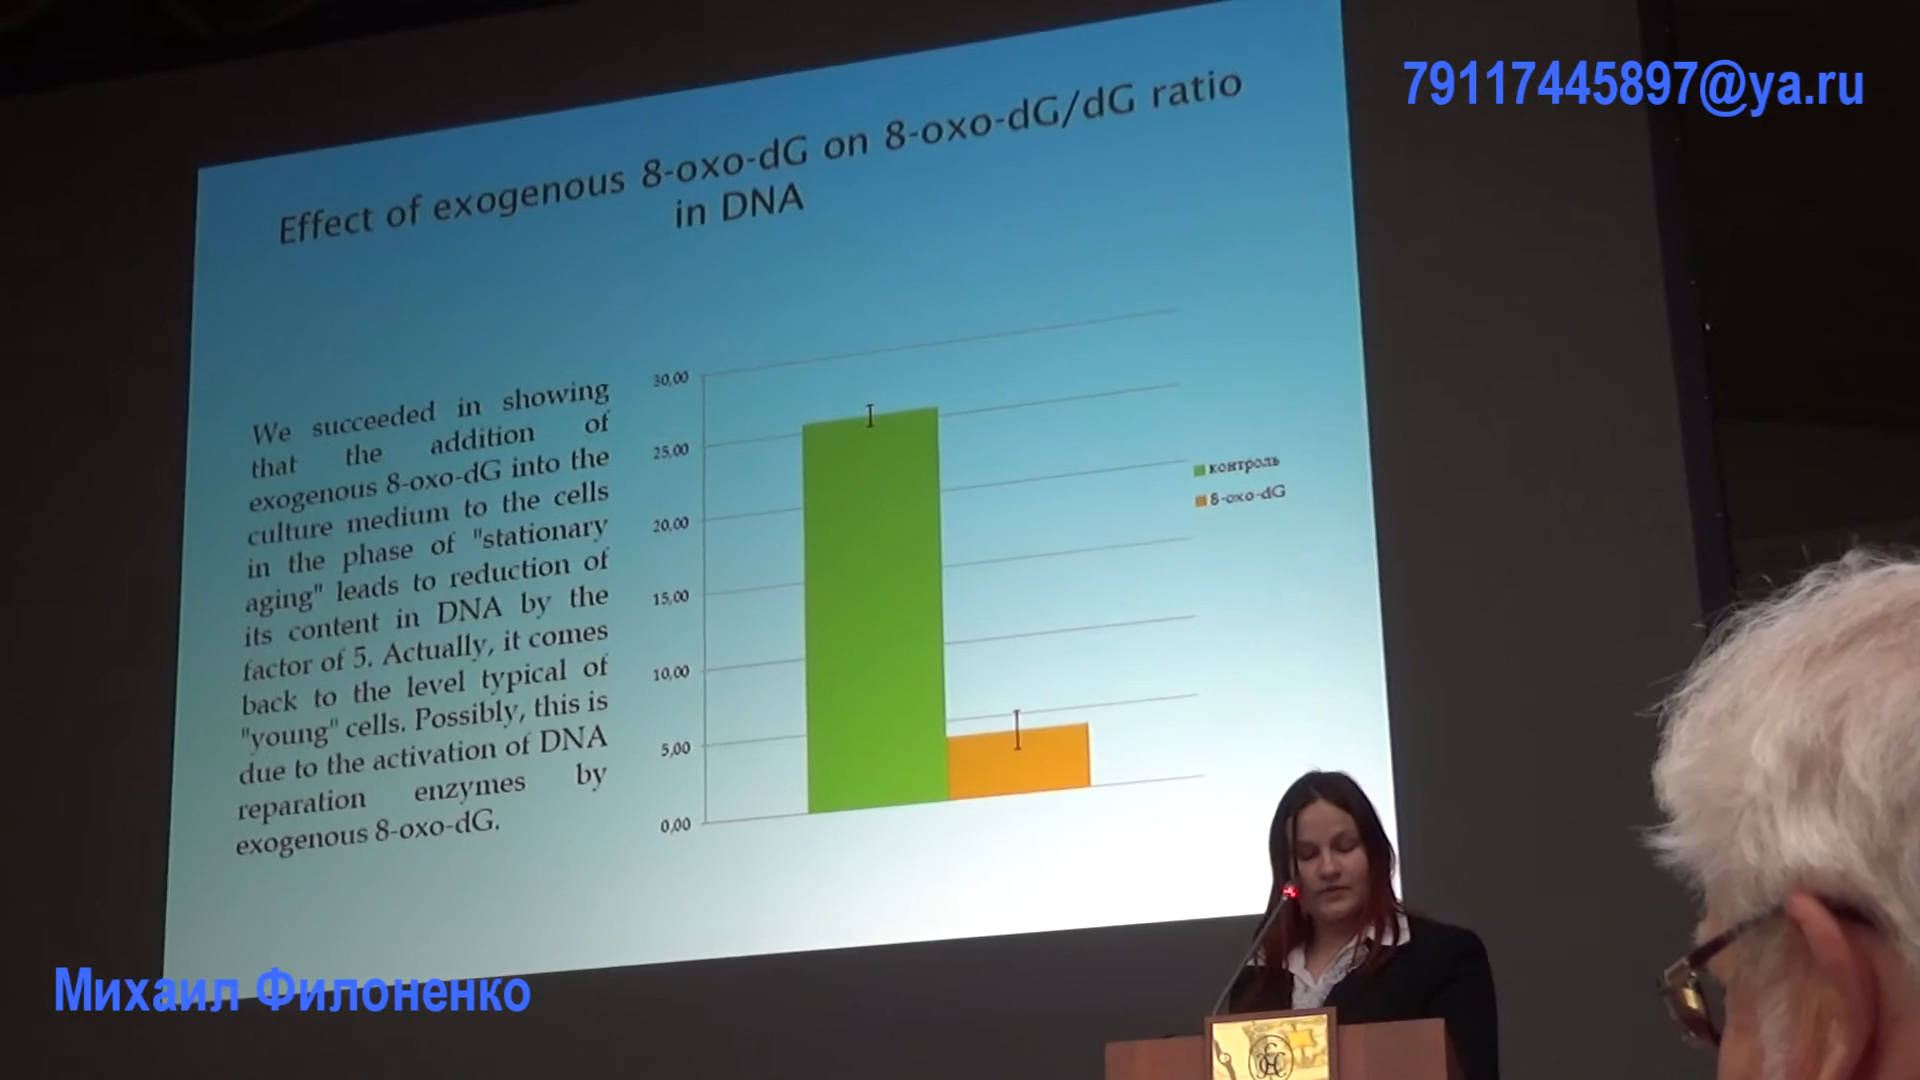 79117445897@ya.ru
Effect of exogenous 8-oxo-dG on 8-oxo-dG/dG ratio
in DNA
We succeeded in showing
that the addition of
exogenous 8-oxo-dG into the
culture medium to the cells
in the phase of "stationary
aging" leads to reduction of
its content in DNA by the
factor of 5. Actually, it comes
back to the level typical of
"young" cells. Possibly, this is
due to the activation of DNA
reparation enzymes by
exogenous 8-oxo-dG.
30,00
25,00
20,00
15,00
10,00
5,00
0,00
контроль
8-oxo-dG
Михаил Филоненко